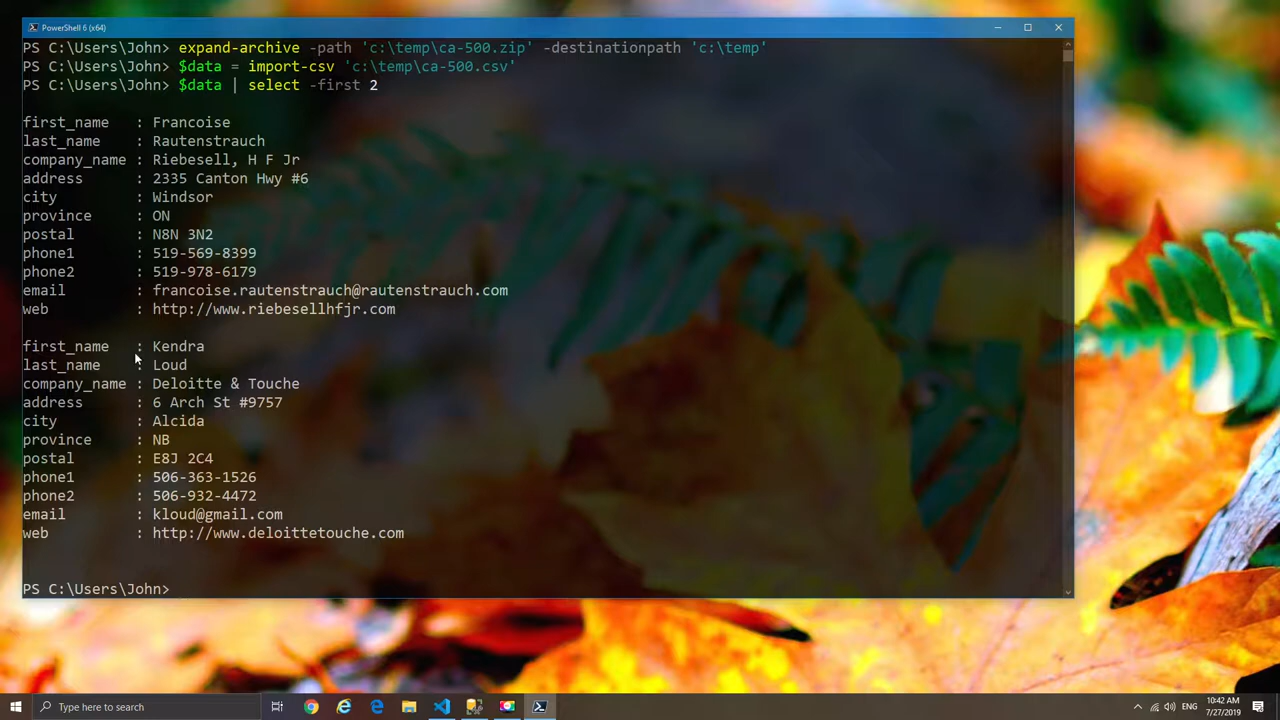 PowerShell 6 (x64)
PS C:\Users\John> expand-archive -path 'c:\temp\ca-500.zip' -destinationpath 'c:\temp'
PS C:\Users\John> $data = import-csv 'c:\temp\ca-500.csv'
PS C:\Users\John> $data | select -first 2
first_name : Francoise
last_name : Rautenstrauch
company_name : Riebesell, H F Jr
address : 2335 Canton Hwy #6
city : Windsor
province : ON
postal : N8N 3N2
phone1 : 519-569-8399
phone2 : 519-978-6179
email : francoise.rautenstrauch@rautenstrauch.com
web : http://www.riebesellhfjr.com
first_name : Kendra
last_name : Loud
company_name : Deloitte & Touche
address : 6 Arch St #9757
city : Alcida
province : NB
postal : E8J 2C4
phone1 : 506-363-1526
phone2 : 506-932-4472
email : kloud@gmail.com
web : http://www.deloittetouche.com
PS C:\Users\John>
Type here to search
ENG
10:42 AM
7/27/2019